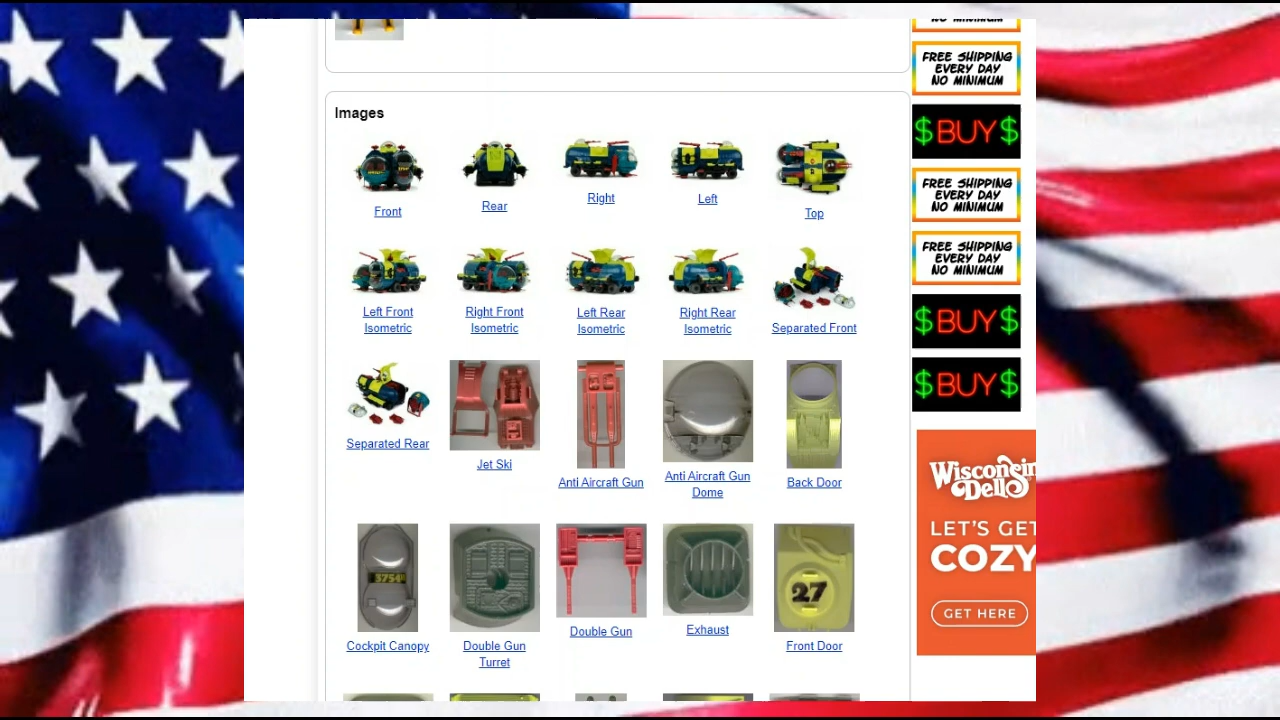 FREE SHIPPING
EVERY DAY
NO MINIMUM
NO MINIMUM
Images
$BUY$
FREE SHIPPING
EVERY DAY
NO MINIMUM
Front
Rear
Right
Left
Top
FREE SHIPPING
EVERY DAY
NO MINIMUM
Left Front
Isometric
Right Front
Isometric
Left Rear
Isometric
Right Rear
Isometric
Separated Front
$BUY$
$BUY$
Separated Rear
Jet Ski
Anti Aircraft Gun
Anti Aircraft Gun
Dome
Back Door
Wisconsin
Dells
LET'S GET
COZY
GET HERE
3754
27
Cockpit Canopy
Double Gun
Turret
Double Gun
Exhaust
Front Door